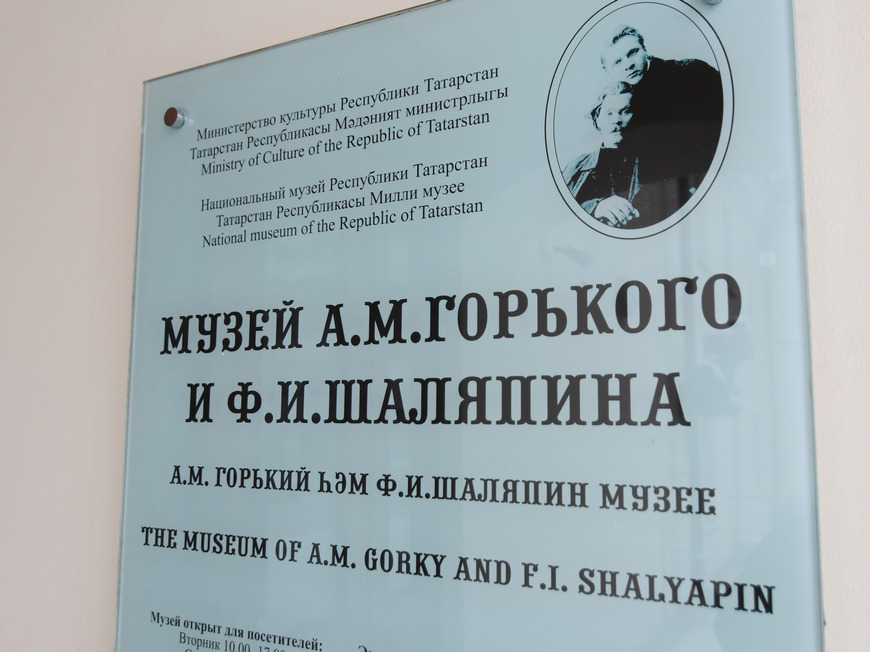 Министерство культуры Республики Татарстан
Татарстан Республикасы Мәдәният министрлыгы
Ministry of Culture of the Republic of Tatarstan
Национальный музей Республики Татарстан
Татарстан Республикасы Милли музее
National museum of the Republic of Tatarstan
МУЗЕЙ А.М.ГОРЬКОГО
И Ф.И.ШАЛЯПИНА
А.М. ГОРЬКИЙ ҺӘМ Ф.И.ШАЛЯПИН МУЗЕЕ
THE MUSEUM OF A.M. GORKY AND F.I. SHALYAPIN
Музей открыт для посетителей:
Вторник 10.00